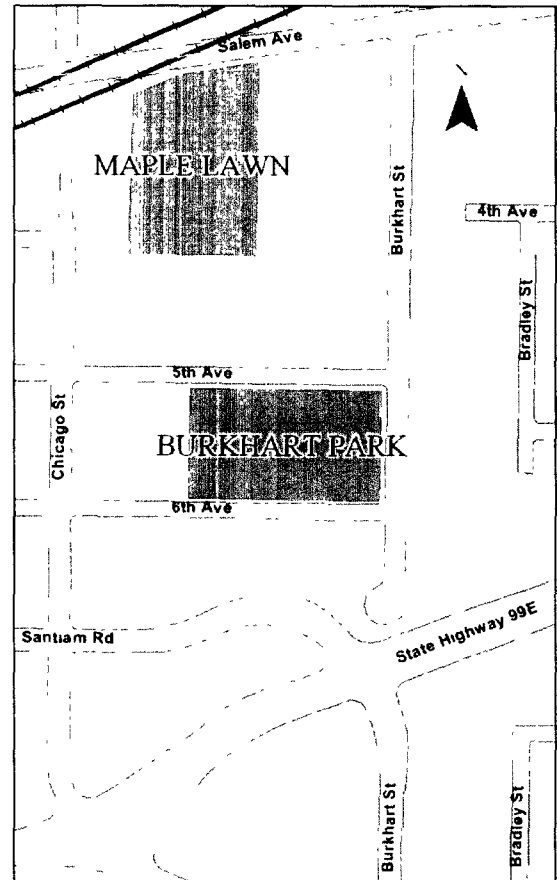 Salem Ave
MAPLE LAWN
Burkhart St
4th Ave
Bradley St
5th Ave
Chicago St
BURKHART PARK
6th Ave
Santiam Rd
State Highway 99E
Burkhart St
Bradley St